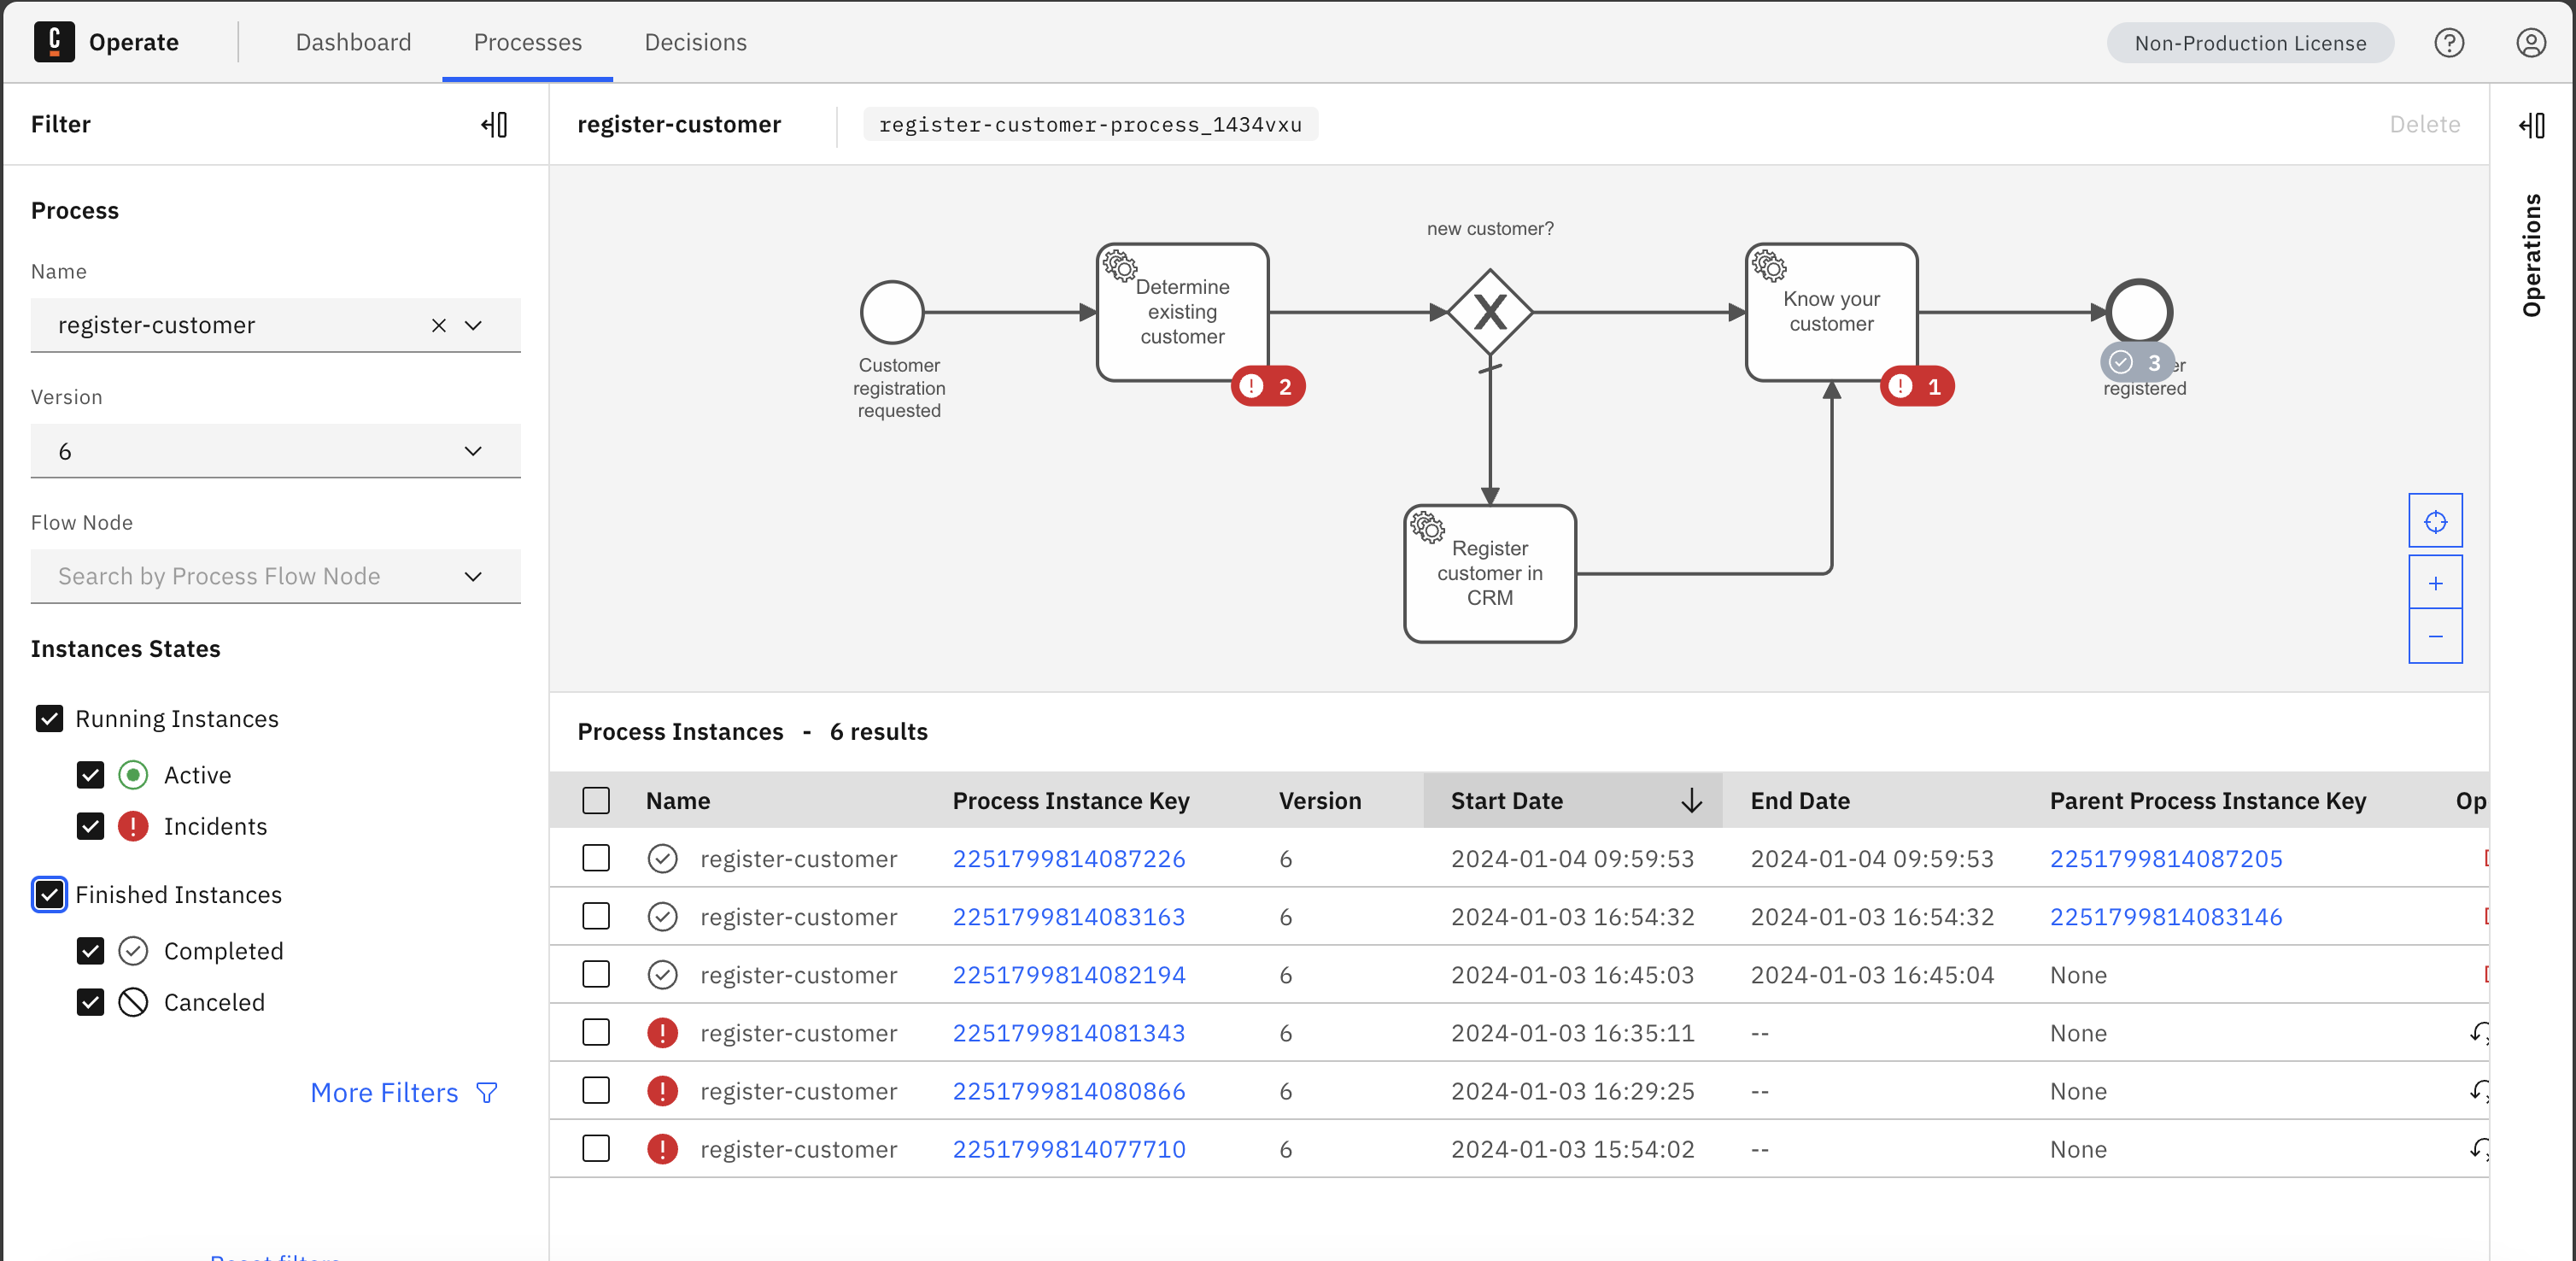 C Operate Dashboard Processes Decisions Non-Production License
Filter
Process
Name
register-customer
Version
6
Flow Node
Search by Process Flow Node
Instances States
Running Instances
Active
Incidents
Finished Instances
Completed
Canceled
More Filters
Reset filters
register-customer register-customer-process_1434vxu Delete
Customer
registration
requested
Determine
existing
customer
2
new customer?
X
Register
customer in
CRM
Know your
customer
1
3
er
registered
Operations
Process Instances - 6 results
Name Process Instance Key Version Start Date End Date Parent Process Instance Key Op
register-customer 2251799814087226 6 2024-01-04 09:59:53 2024-01-04 09:59:53 2251799814087205
register-customer 2251799814083163 6 2024-01-03 16:54:32 2024-01-03 16:54:32 2251799814083146
register-customer 2251799814082194 6 2024-01-03 16:45:03 2024-01-03 16:45:04 None
register-customer 2251799814081343 6 2024-01-03 16:35:11 -- None
register-customer 2251799814080866 6 2024-01-03 16:29:25 -- None
register-customer 2251799814077710 6 2024-01-03 15:54:02 -- None